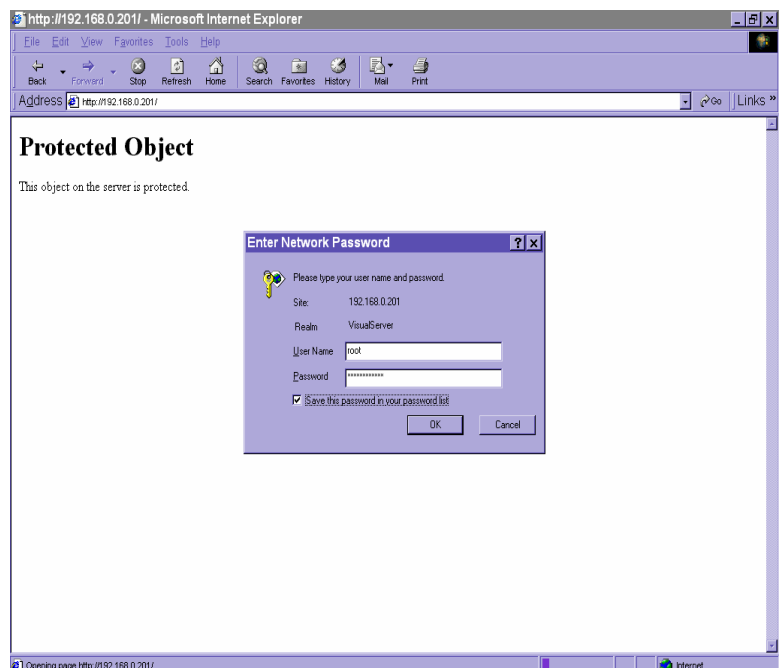 http://192.168.0.201/ - Microsoft Internet Explorer
File Edit View Favorites Tools Help
Back Forward Stop Refresh Home Search Favorites History Mail Print
Address http://192.168.0.201/ Go Links »
Protected Object
This object on the server is protected.
Enter Network Password
Please type your user name and password.
Site: 192.168.0.201
Realm VisualServer
User Name root
Password ************
Save this password in your password list
OK Cancel
Opening page http://192.168.0.201/ Internet